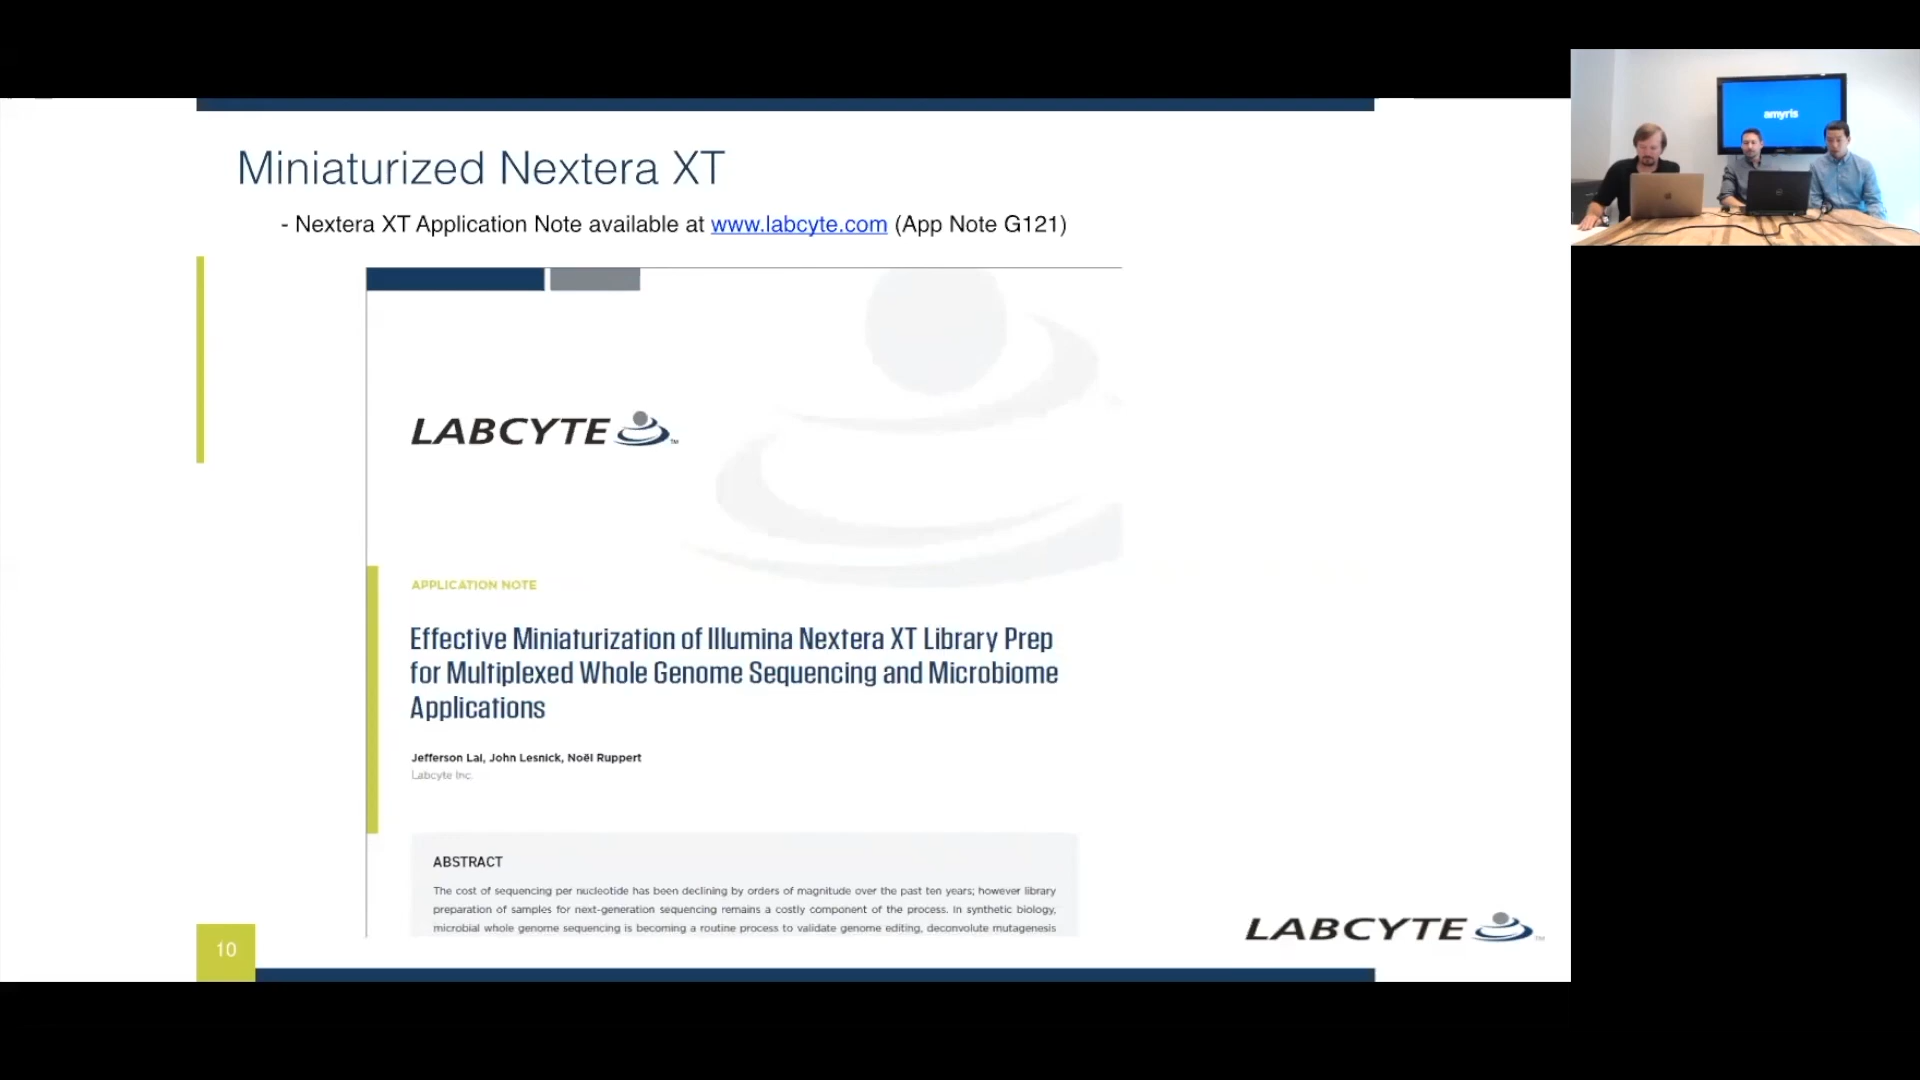 Miniaturized Nextera XT
- Nextera XT Application Note available at www.labcyte.com (App Note G121)
LABCYTE
APPLICATION NOTE
Effective Miniaturization of Illumina Nextera XT Library Prep
for Multiplexed Whole Genome Sequencing and Microbiome
Applications
Jefferson Lai, John Lesnick, Noël Ruppert
Labcyte Inc.
ABSTRACT
The cost of sequencing per nucleotide has been declining by orders of magnitude over the past ten years; however library
preparation of samples for next-generation sequencing remains a costly component of the process. In synthetic biology,
microbial whole genome sequencing is becoming a routine process to validate genome editing, deconvolute mutagenesis
10
LABCYTE
amyris